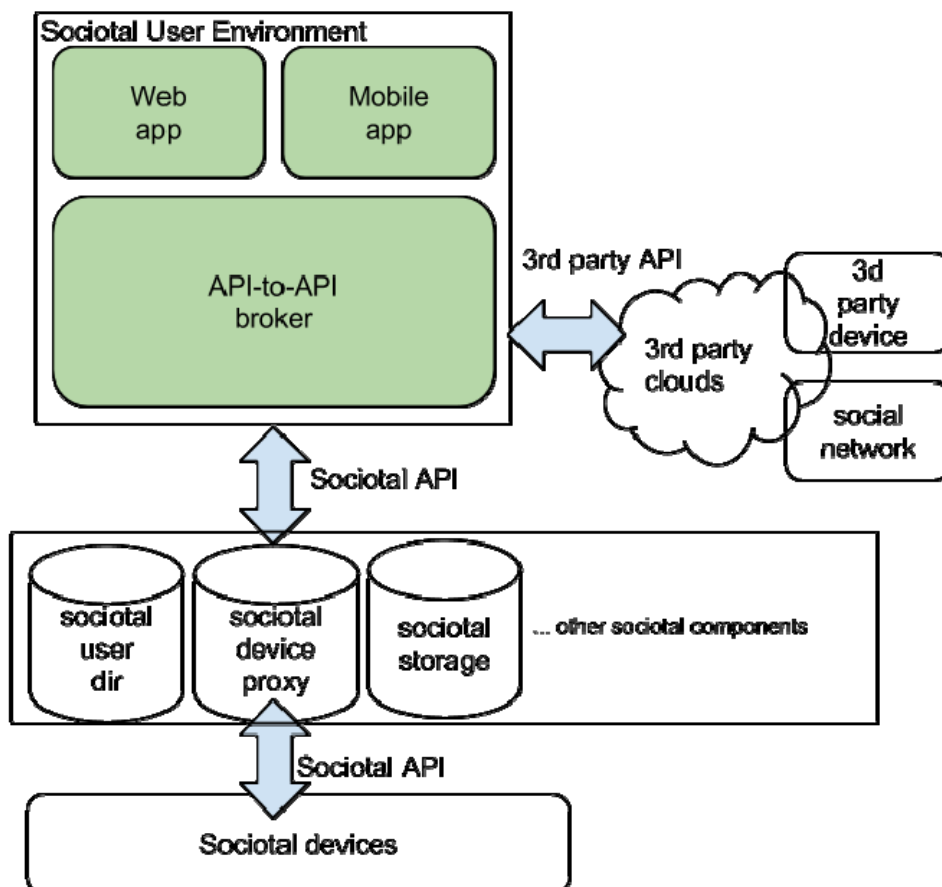 Sociotal User Environment
Web
app
Mobile
app
API-to-API
broker
3rd party API
3rd party
clouds
3d
party
device
social
network
Sociotal API
sociotal
user
dir
sociotal
device
proxy
sociotal
storage
... other sociotal components
Sociotal API
Sociotal devices